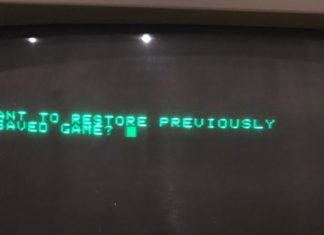 ANT TO RESTORE PREVIOUSLY
SAVED GAME?